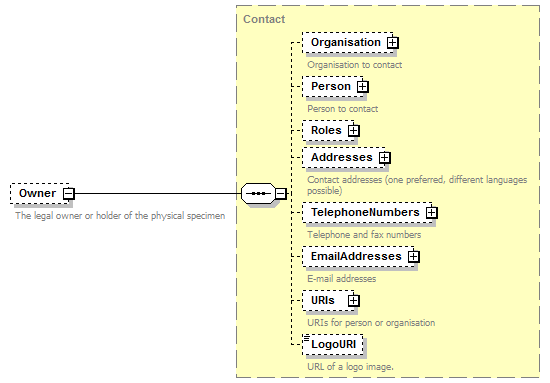 Contact
Organisation
Organisation to contact
Person
Person to contact
Roles
Addresses
Contact addresses (one preferred, different languages
possible)
Owner
The legal owner or holder of the physical specimen
TelephoneNumbers
Telephone and fax numbers
EmailAddresses
E-mail addresses
URIs
URIs for person or organisation
LogoURI
URL of a logo image.